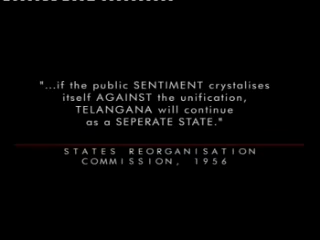 "...if the public SENTIMENT crystalises
itself AGAINST the unification,
TELANGANA will continue
as a SEPERATE STATE."
STATES REORGANISATION
COMMISSION, 1956